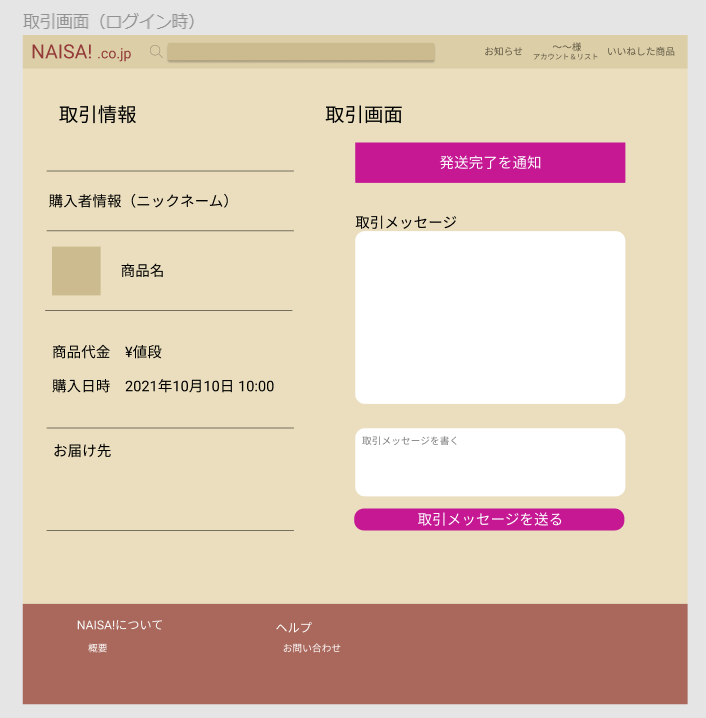 取引画面（ログイン時）
NAISA! .co.jp
お知らせ
〜〜様
アカウント＆リスト
いいねした商品
取引情報
購入者情報（ニックネーム）
商品名
商品代金 ¥値段
購入日時 2021年10月10日 10:00
お届け先
取引画面
発送完了を通知
取引メッセージ
取引メッセージを書く
取引メッセージを送る
NAISA!について
概要
ヘルプ
お問い合わせ